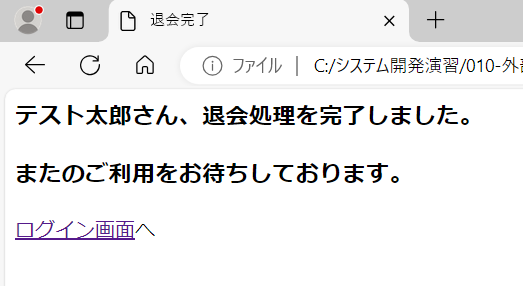 退会完了
ファイル | C:/システム開発演習/010-外部
テスト太郎さん、退会処理を完了しました。
またのご利用をお待ちしております。
ログイン画面へ